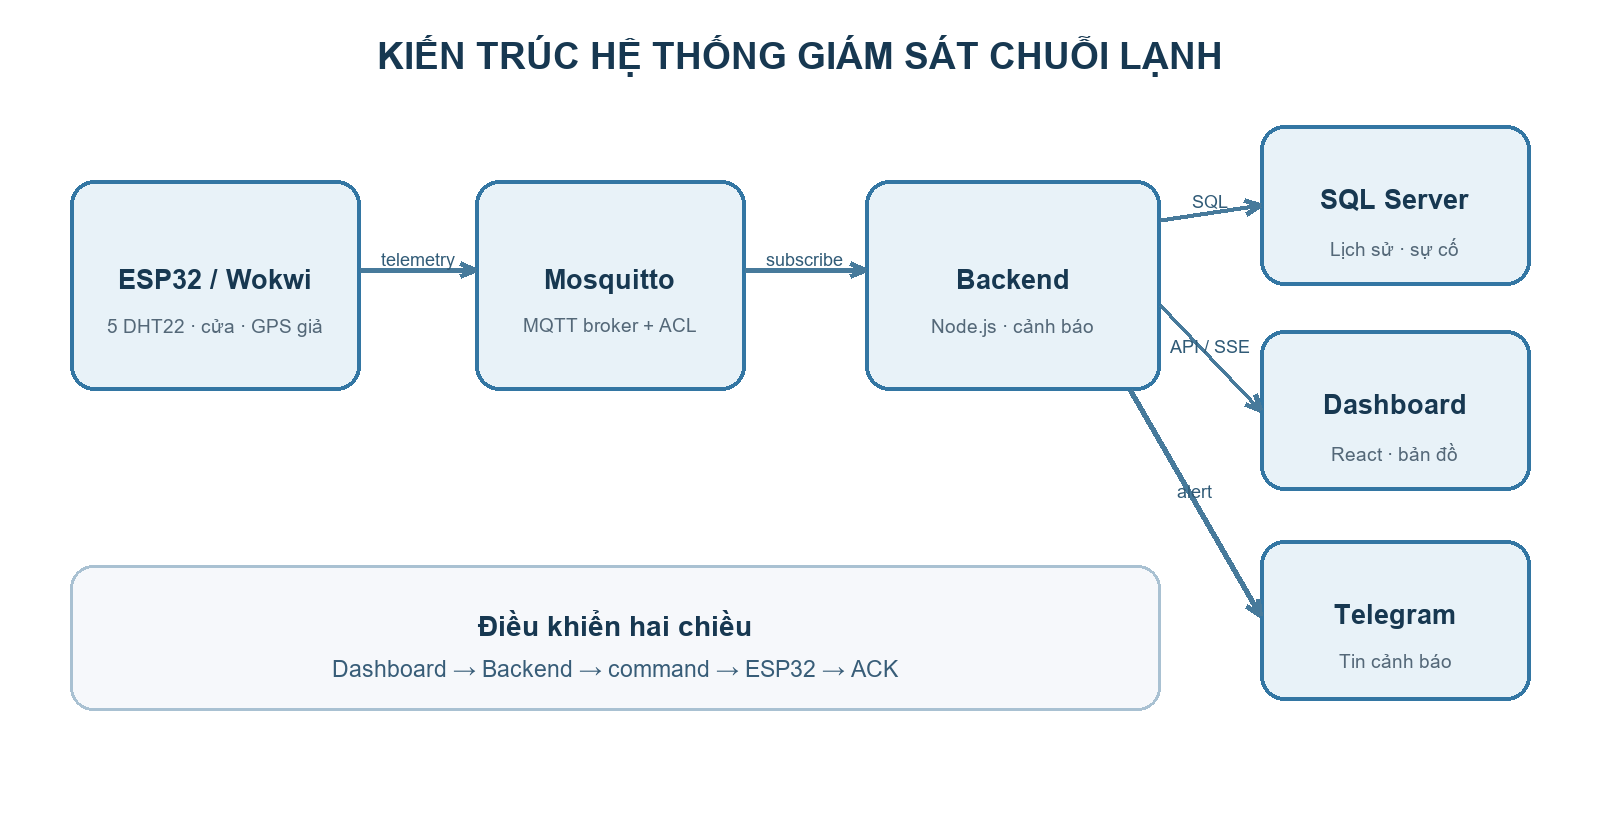 KIẾN TRÚC HỆ THỐNG GIÁM SÁT CHUỖI LẠNH
ESP32 / Wokwi
5 DHT22 · cửa · GPS giả
telemetry
Mosquitto
MQTT broker + ACL
subscribe
Backend
Node.js · cảnh báo
SQL
SQL Server
Lịch sử · sự cố
API / SSE
Dashboard
React · bản đồ
alert
Telegram
Tin cảnh báo
Điều khiển hai chiều
Dashboard → Backend → command → ESP32 → ACK